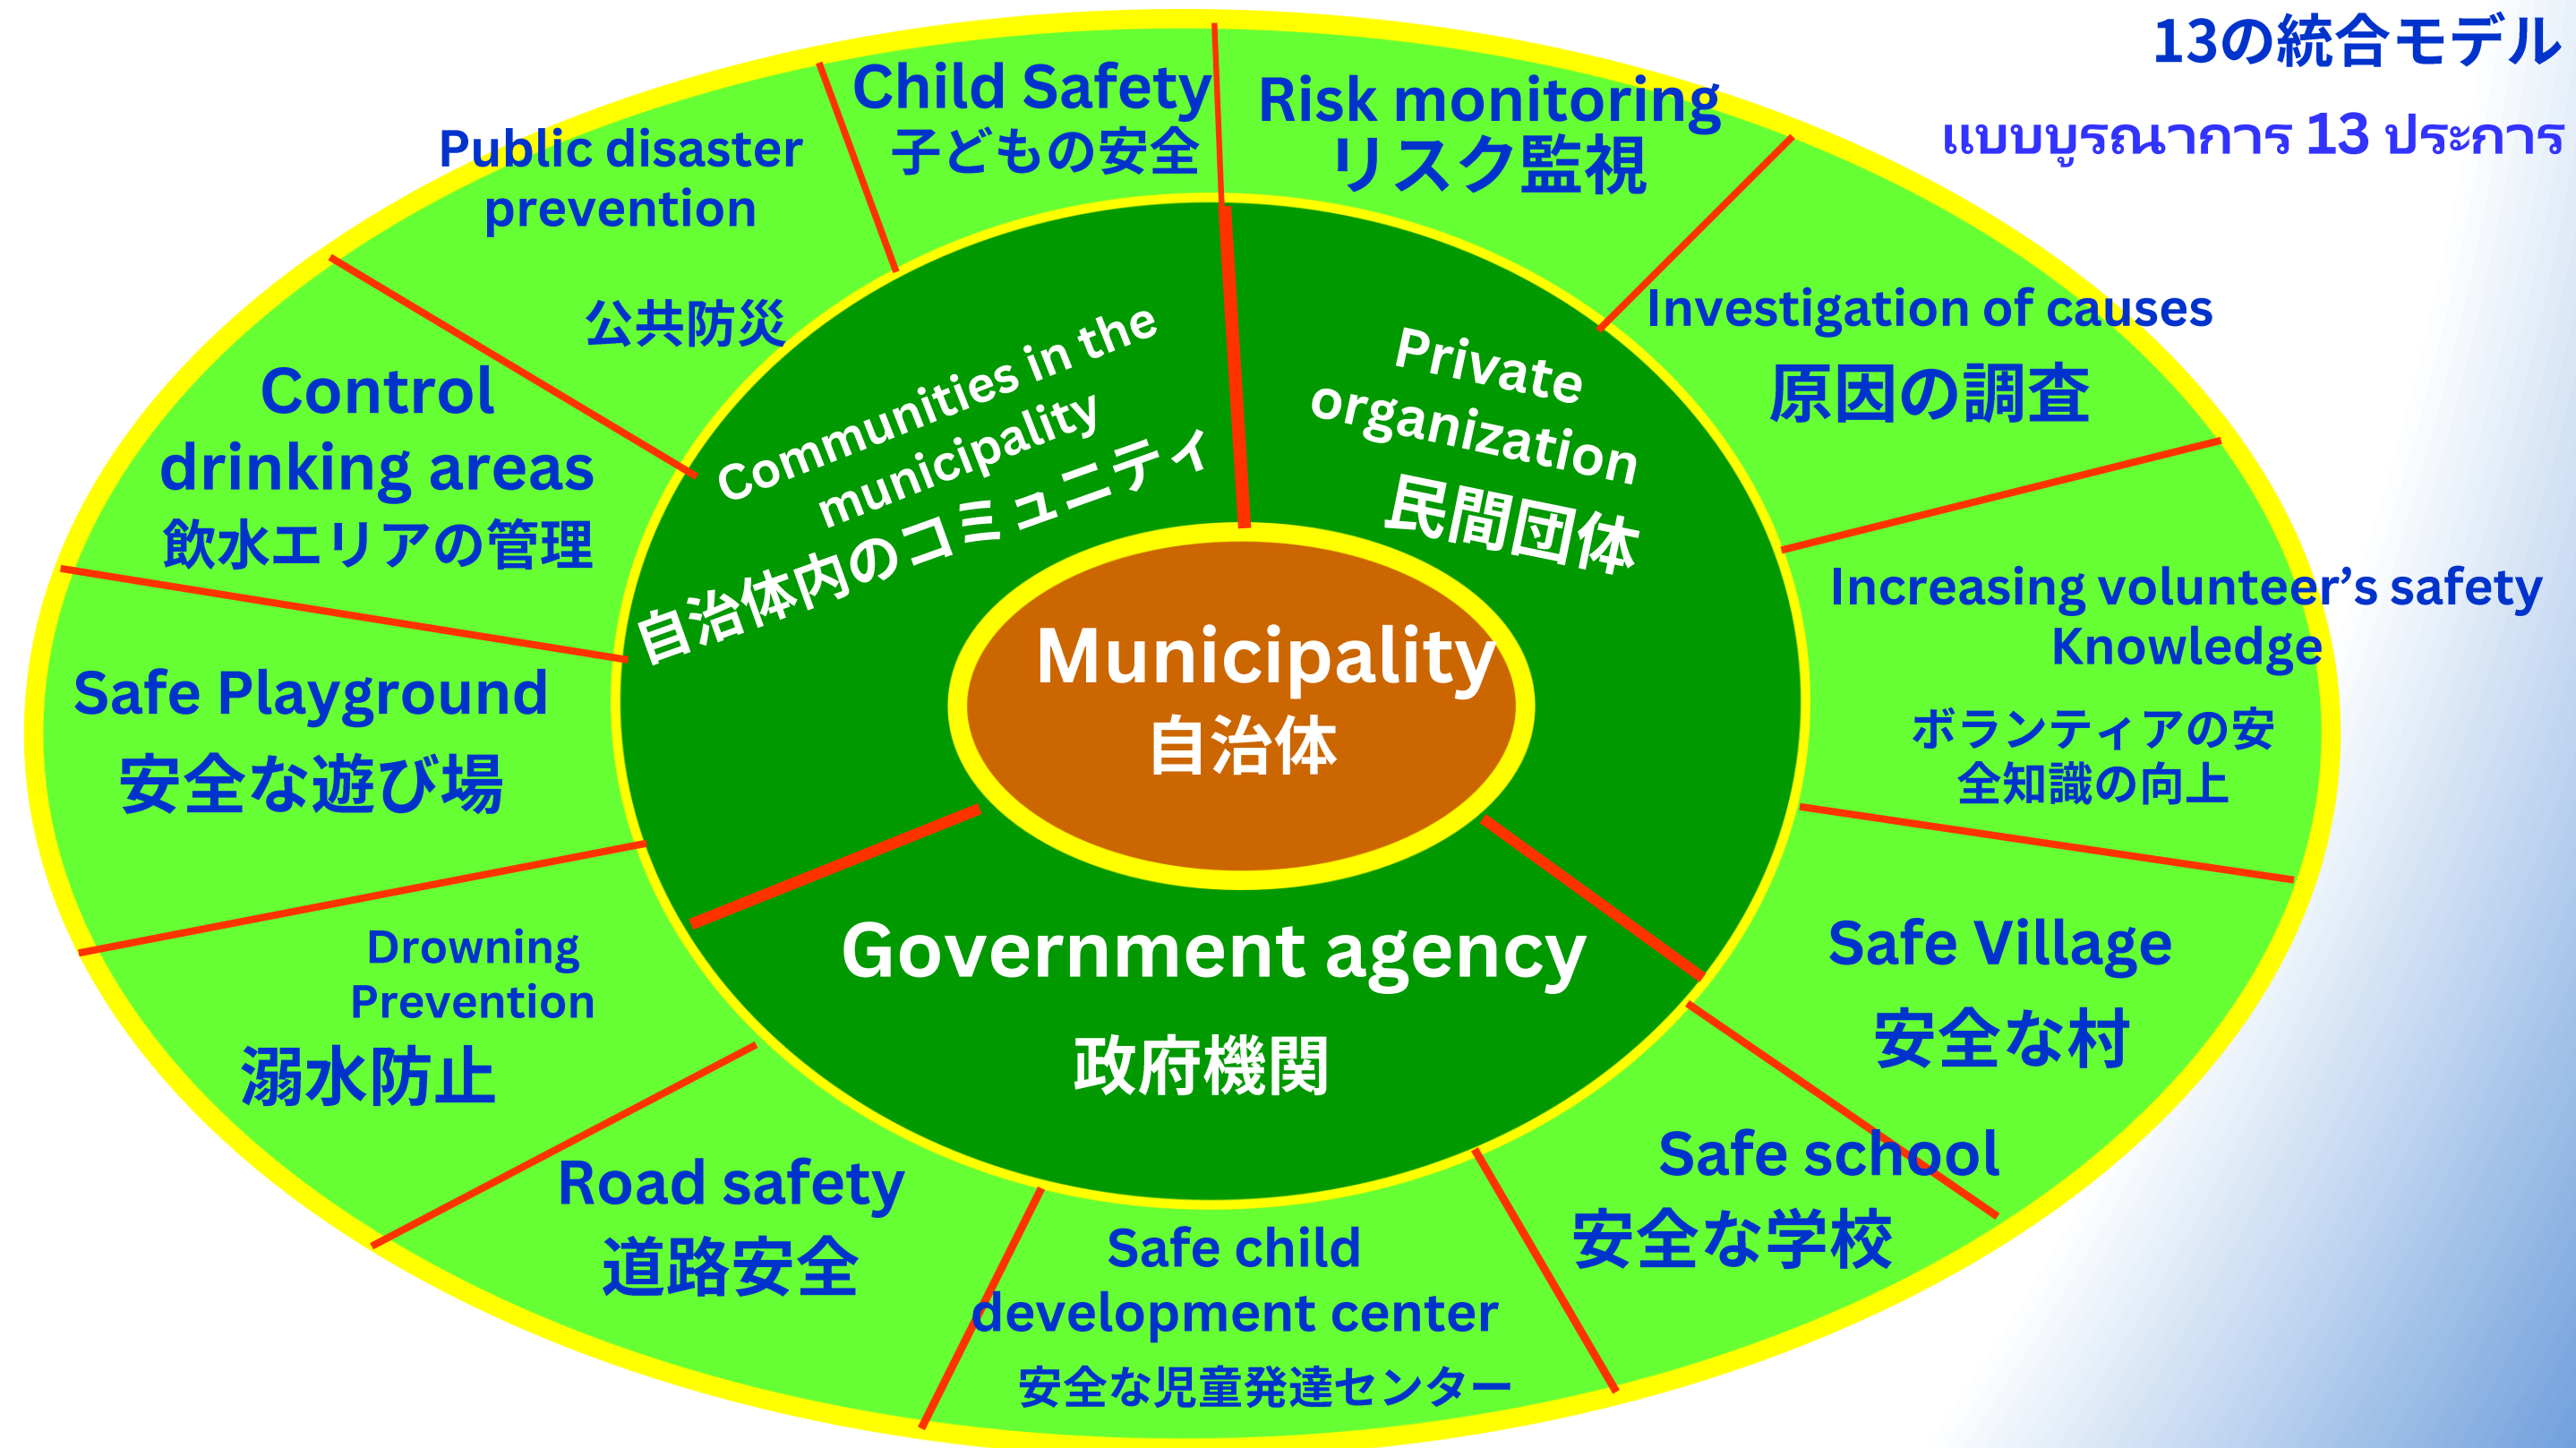 13の統合モデル
แบบบูรณาการ 13 ประการ
Child Safety
子どもの安全
Risk monitoring
リスク監視
Public disaster
prevention
公共防災
Investigation of causes
原因の調査
Control
drinking areas
飲水エリアの管理
Communities in the
municipality
自治体内のコミュニティ
Private
organization
民間団体
Increasing volunteer’s safety
Knowledge
ボランティアの安
全知識の向上
Municipality
自治体
Safe Playground
安全な遊び場
Government agency
政府機関
Safe Village
安全な村
Drowning
Prevention
溺水防止
Safe school
安全な学校
Road safety
道路安全
Safe child
development center
安全な児童発達センター